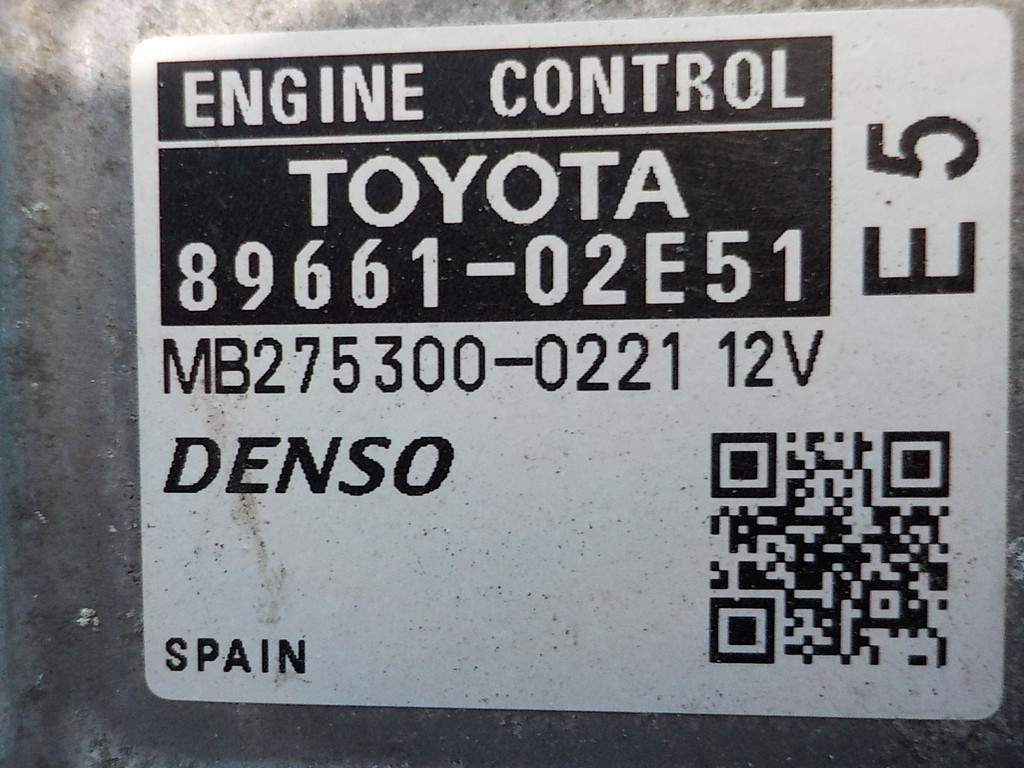 ENGINE CONTROL
TOYOTA
89661-02E51
MB275300-0221 12V
DENSO
SPAIN
E5